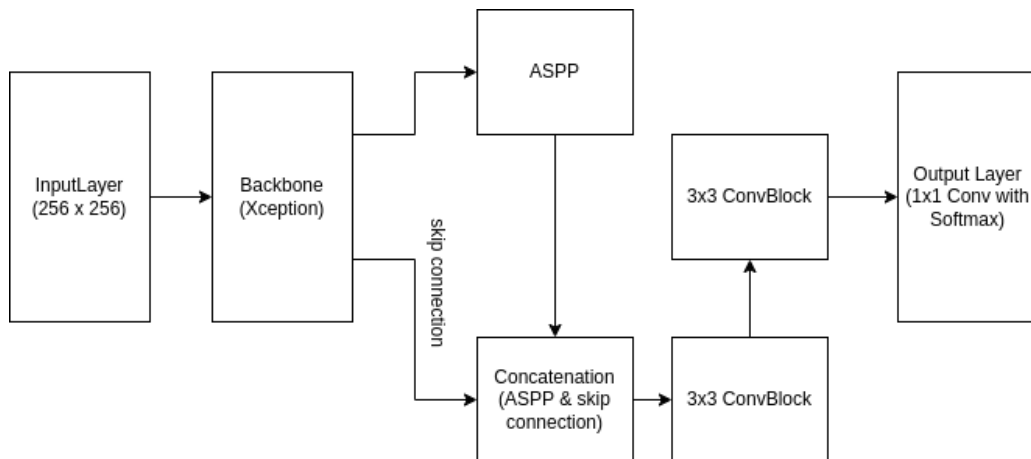 InputLayer
(256 x 256)
Backbone
(Xception)
ASPP
skip connection
Concatenation
(ASPP & skip
connection)
3x3 ConvBlock
3x3 ConvBlock
Output Layer
(1x1 Conv with
Softmax)